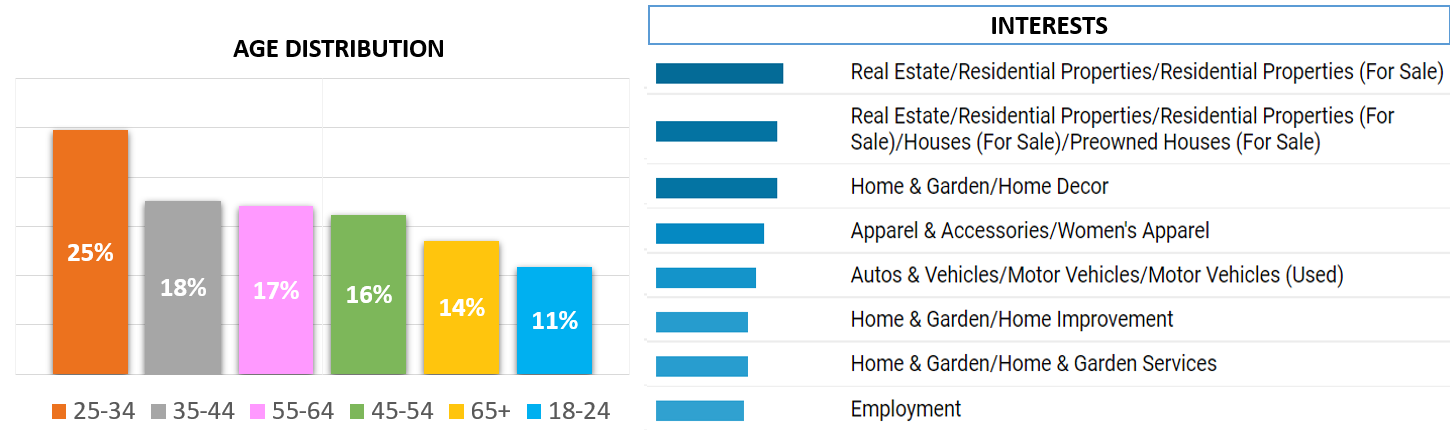 AGE DISTRIBUTION
25%
18%
17%
16%
14%
11%
25-34 35-44 55-64 45-54 65+ 18-24
INTERESTS
Real Estate/Residential Properties/Residential Properties (For Sale)
Real Estate/Residential Properties/Residential Properties (For
Sale)/Houses (For Sale)/Preowned Houses (For Sale)
Home & Garden/Home Decor
Apparel & Accessories/Women's Apparel
Autos & Vehicles/Motor Vehicles/Motor Vehicles (Used)
Home & Garden/Home Improvement
Home & Garden/Home & Garden Services
Employment